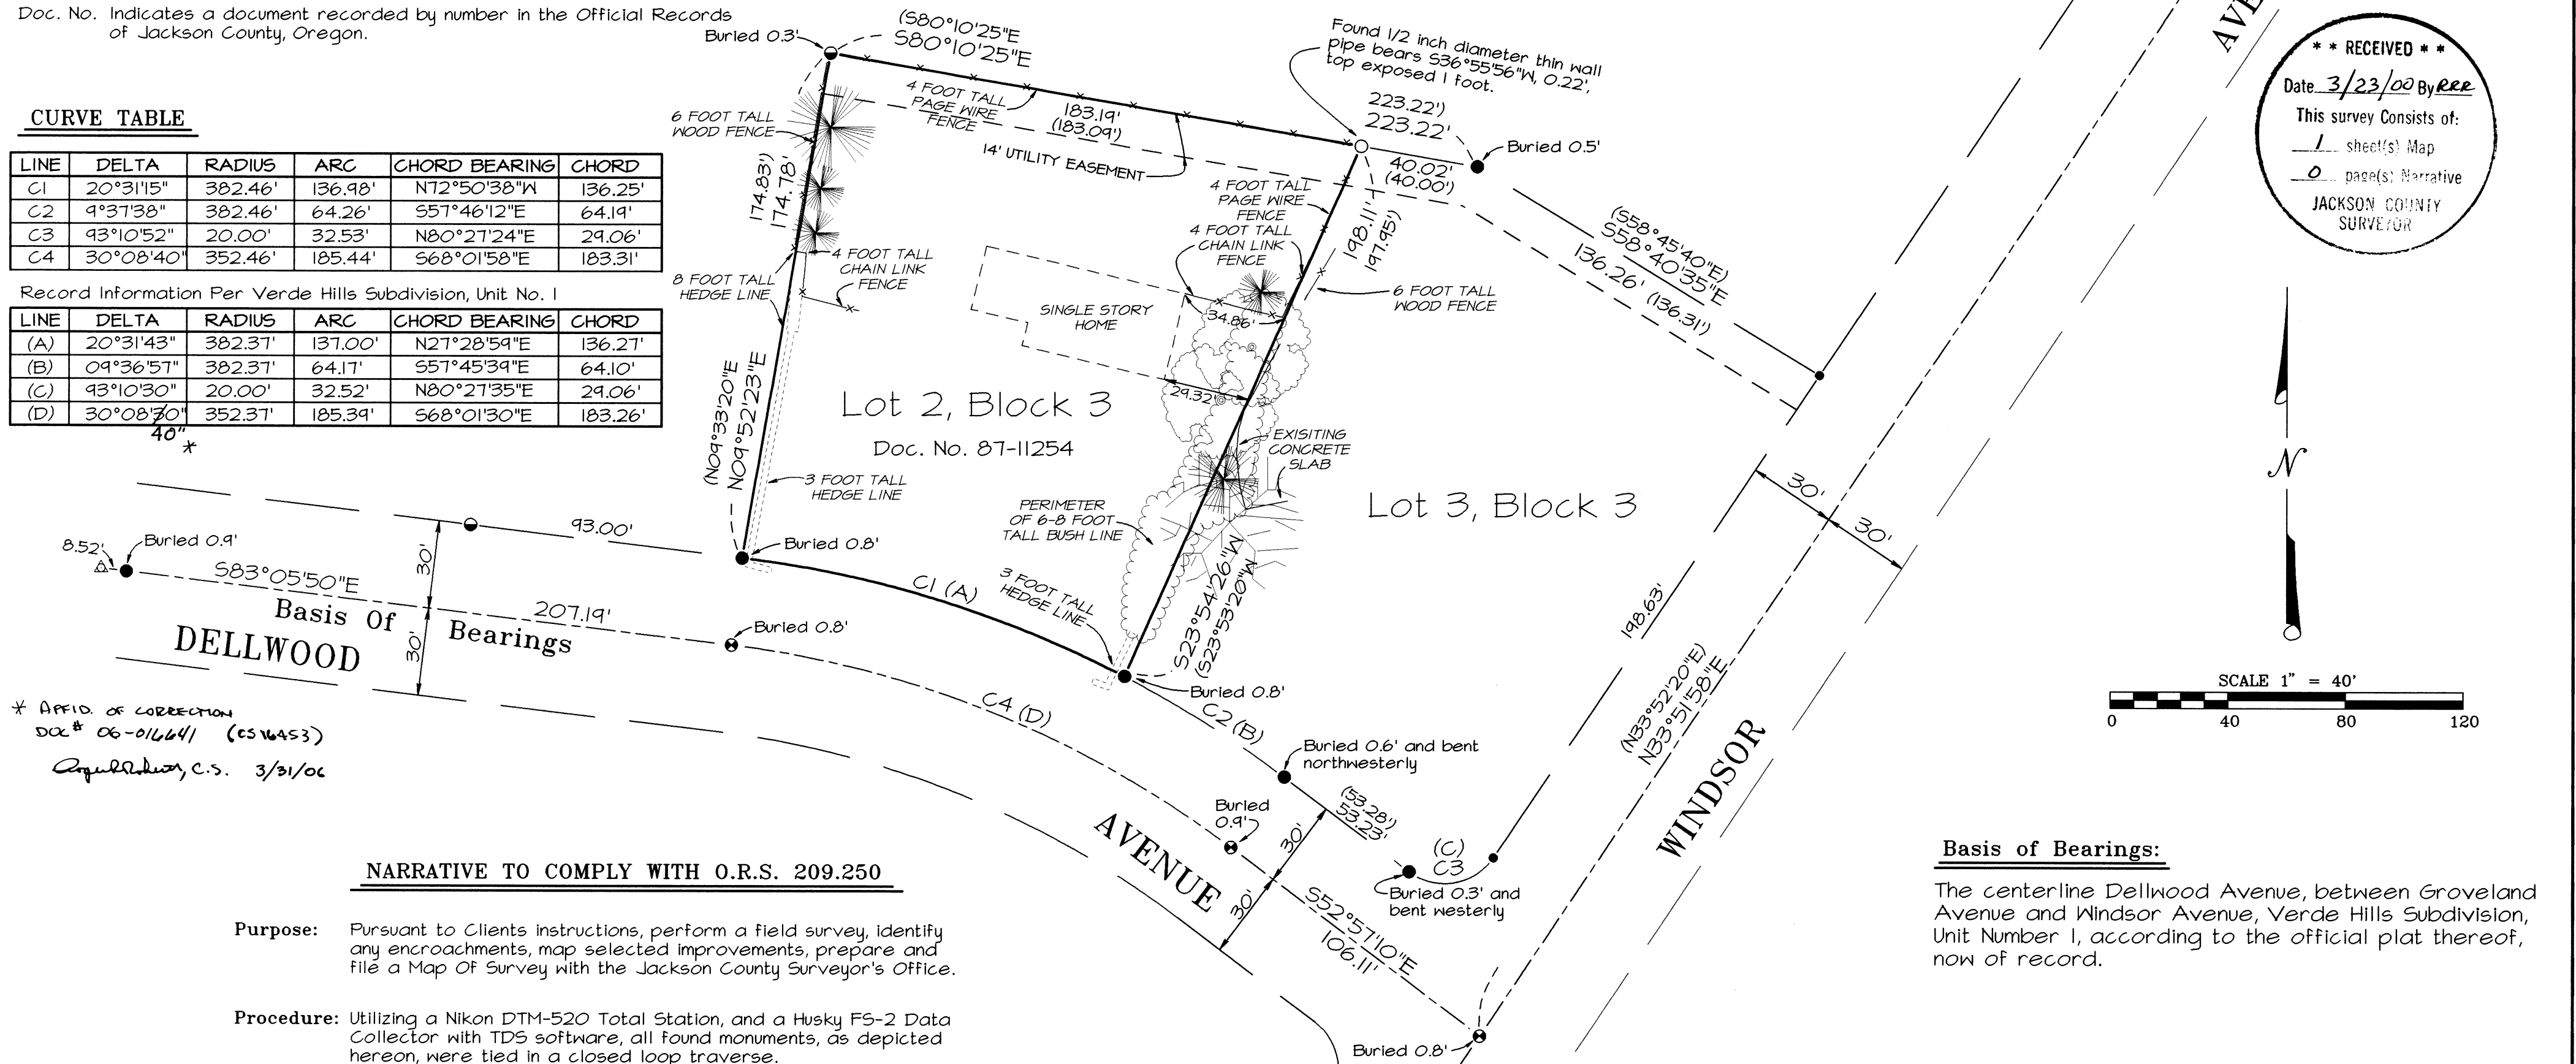 Doc. No. Indicates a document recorded by number in the Official Records
of Jackson County, Oregon.
CURVE TABLE
LINE DELTA RADIUS ARC CHORD BEARING CHORD
C1 20°31'15" 382.46' 136.98' N72°50'38"W 136.25'
C2 9°37'38" 382.46' 64.26' S57°46'12"E 64.19'
C3 93°10'52" 20.00' 32.53' N80°27'24"E 29.06'
C4 30°08'40" 352.46' 185.44' S68°01'58"E 183.31'
Record Information Per Verde Hills Subdivision, Unit No. 1
LINE DELTA RADIUS ARC CHORD BEARING CHORD
(A) 20°31'43" 382.37' 137.00' N27°28'59"E 136.27'
(B) 09°36'57" 382.37' 64.17' S57°45'39"E 64.10'
(C) 93°10'30" 20.00' 32.52' N80°27'35"E 29.06'
(D) 30°08'30" 352.37' 185.39' S68°01'30"E 183.26'
40"
*
Buried 0.3'
(S80°10'25"E
S80°10'25"E
6 FOOT TALL
WOOD FENCE
4 FOOT TALL
PAGE WIRE
FENCE
183.19'
(183.09')
14' UTILITY EASEMENT
Found 1/2 inch diameter thin wall
pipe bears S36°55'56"W, 0.22',
top exposed 1 foot.
223.22')
223.22'
Buried 0.5'
40.02'
(40.00')
174.83')
174.78'
4 FOOT TALL
PAGE WIRE
FENCE
4 FOOT TALL
CHAIN LINK
FENCE
198.11'
197.95')
(S58°45'40"E)
S58°40'35"E
136.26' (136.31')
8 FOOT TALL
HEDGE LINE
4 FOOT TALL
CHAIN LINK
FENCE
SINGLE STORY
HOME
34.86'
6 FOOT TALL
WOOD FENCE
29.32'
(N09°33'20"E
N09°52'23"E
Lot 2, Block 3
Doc. No. 87-11254
3 FOOT TALL
HEDGE LINE
EXISITING
CONCRETE
SLAB
PERIMETER
OF 6-8 FOOT
TALL BUSH LINE
Lot 3, Block 3
30'
30'
8.52'
Buried 0.9'
93.00'
Buried 0.8'
S83°05'50"E
30'
207.19'
Basis Of Bearings
30'
DELLWOOD
Buried 0.8'
C1 (A)
3 FOOT TALL
HEDGE LINE
S23°54'26"W
(S23°53'20"W
Buried 0.8'
C4 (D)
C2 (B)
198.63'
(N33°52'20"E)
N33°51'58"E
WINDSOR
AVE
Buried 0.6' and bent
northwesterly
Buried
0.9'
(53.28')
53.23'
30'
30'
(C)
C3
Buried 0.3' and
bent westerly
AVENUE
S52°57'10"E
106.11'
Buried 0.8'
* AFFID. OF CORRECTION
DOC# 06-016641 (CS 16453)
C.S. 3/31/06
* * RECEIVED * *
Date 3/23/00 By RRR
This survey Consists of:
1 sheet(s) Map
0 page(s) Narrative
JACKSON COUNTY
SURVEYOR
N
SCALE 1" = 40'
0 40 80 120
Basis of Bearings:
The centerline Dellwood Avenue, between Groveland
Avenue and Windsor Avenue, Verde Hills Subdivision,
Unit Number 1, according to the official plat thereof,
now of record.
NARRATIVE TO COMPLY WITH O.R.S. 209.250
Purpose: Pursuant to Clients instructions, perform a field survey, identify
any encroachments, map selected improvements, prepare and
file a Map Of Survey with the Jackson County Surveyor's Office.
Procedure: Utilizing a Nikon DTM-520 Total Station, and a Husky FS-2 Data
Collector with TDS software, all found monuments, as depicted
hereon, were tied in a closed loop traverse.